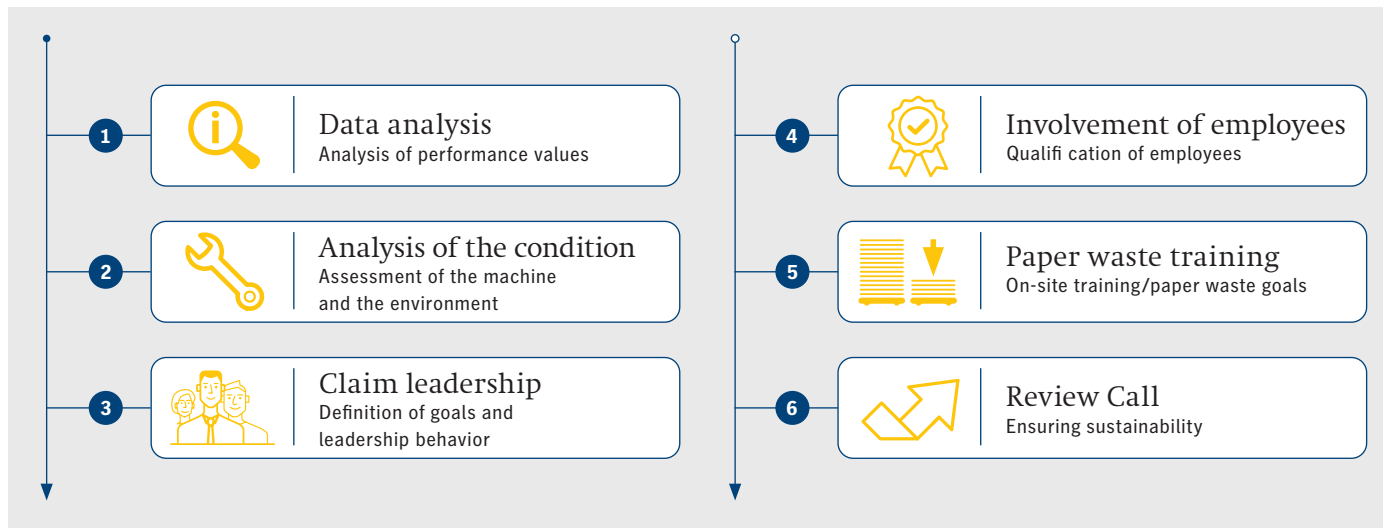 1
Data analysis
Analysis of performance values
2
Analysis of the condition
Assessment of the machine
and the environment
3
Claim leadership
Definition of goals and
leadership behavior
4
Involvement of employees
Qualifi cation of employees
5
Paper waste training
On-site training/paper waste goals
6
Review Call
Ensuring sustainability